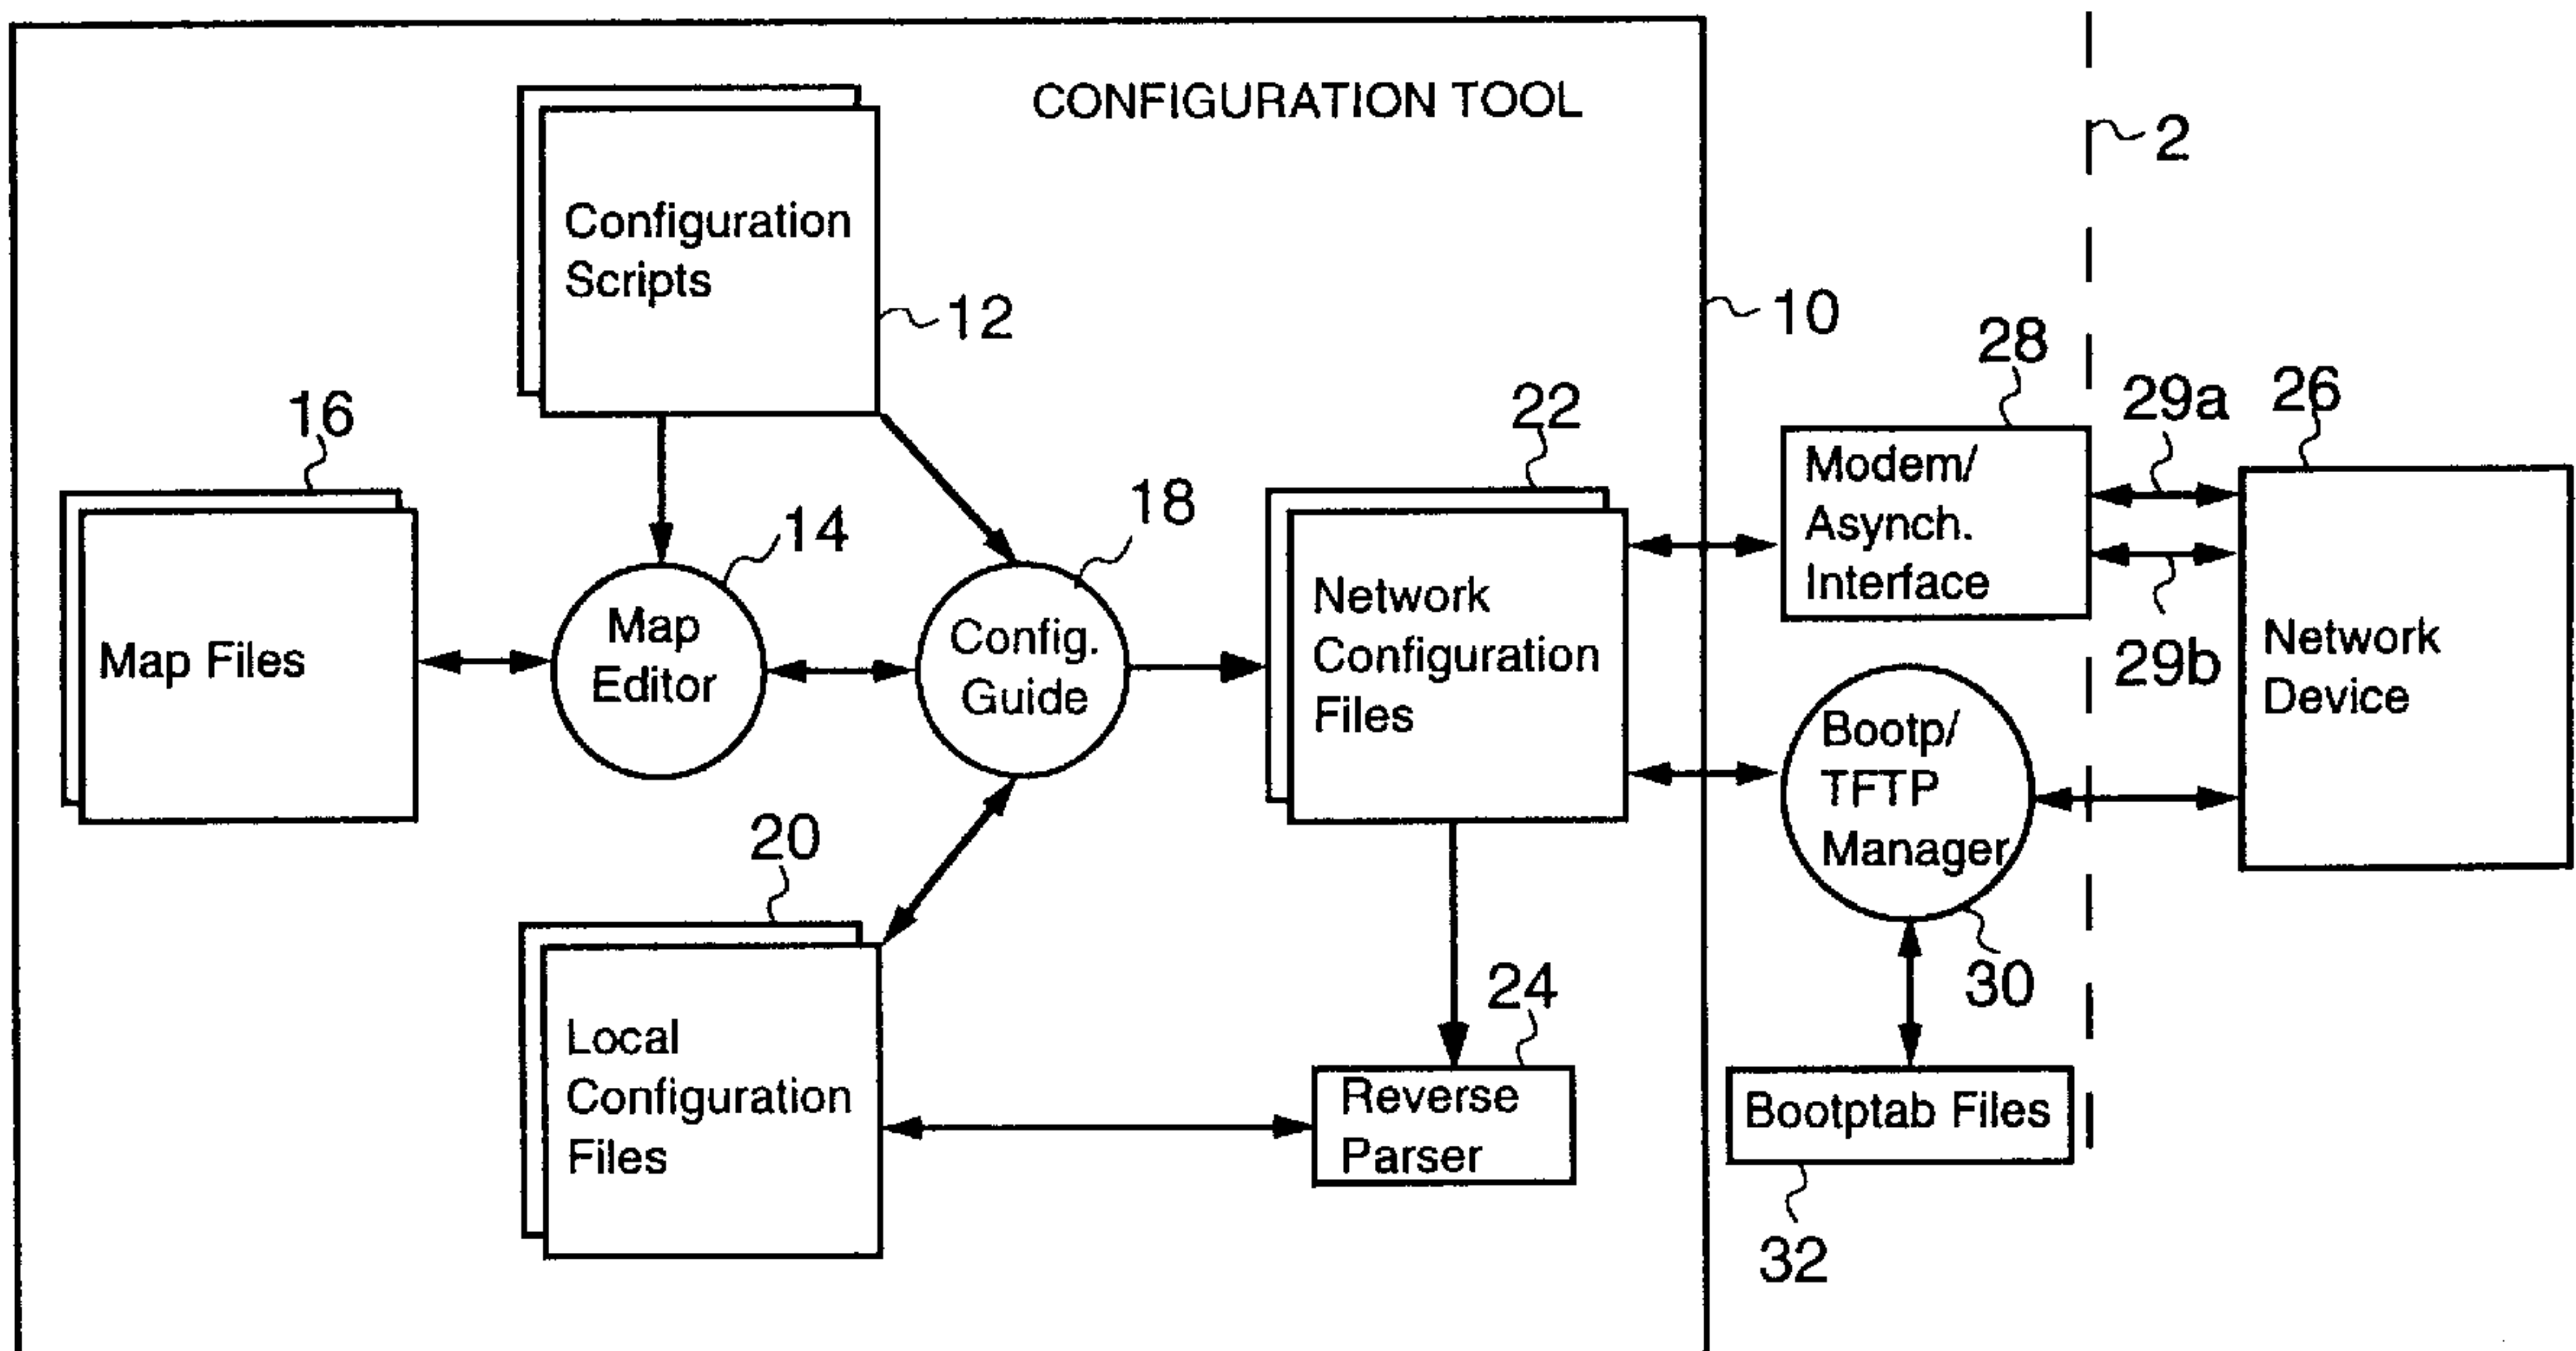 CONFIGURATION TOOL
2
Configuration
Scripts
12
10
28
16
22
29a
26
Modem/
Asynch.
Interface
14
18
Map Files
Map
Editor
Config.
Guide
Network
Configuration
Files
29b
Network
Device
Bootp/
TFTP
Manager
20
30
24
Local
Configuration
Files
Reverse
Parser
Bootptab Files
32